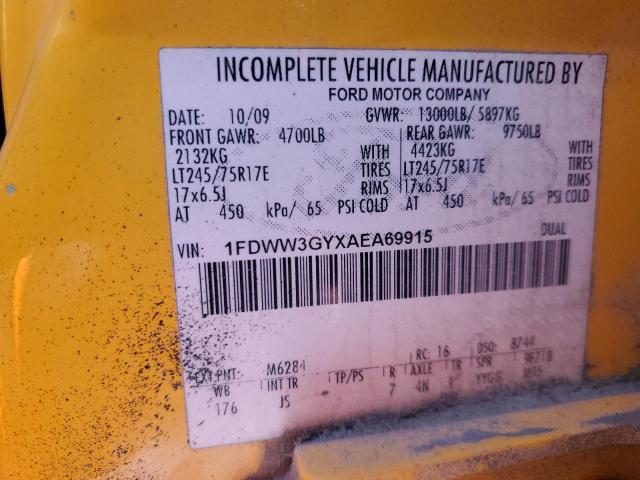 INCOMPLETE VEHICLE MANUFACTURED BY
FORD MOTOR COMPANY
DATE: 10/09 GVWR: 13000LB/ 5897KG
FRONT GAWR: 4700LB REAR GAWR: 9750LB
2132KG WITH 4423KG WITH
LT245/75R17E TIRES LT245/75R17E TIRES
17x6.5J RIMS 17x6.5J RIMS
AT 450 kPa/ 65 PSI COLD AT 450 kPa/ 65 PSI COLD
VIN: 1FDWW3GYXAEA69915 DUAL
EXT PNT: M6284 RC: 16 DSO: 8744
WB INT TR TP/PS R AXLE TR SPR
176 JS 7 4N